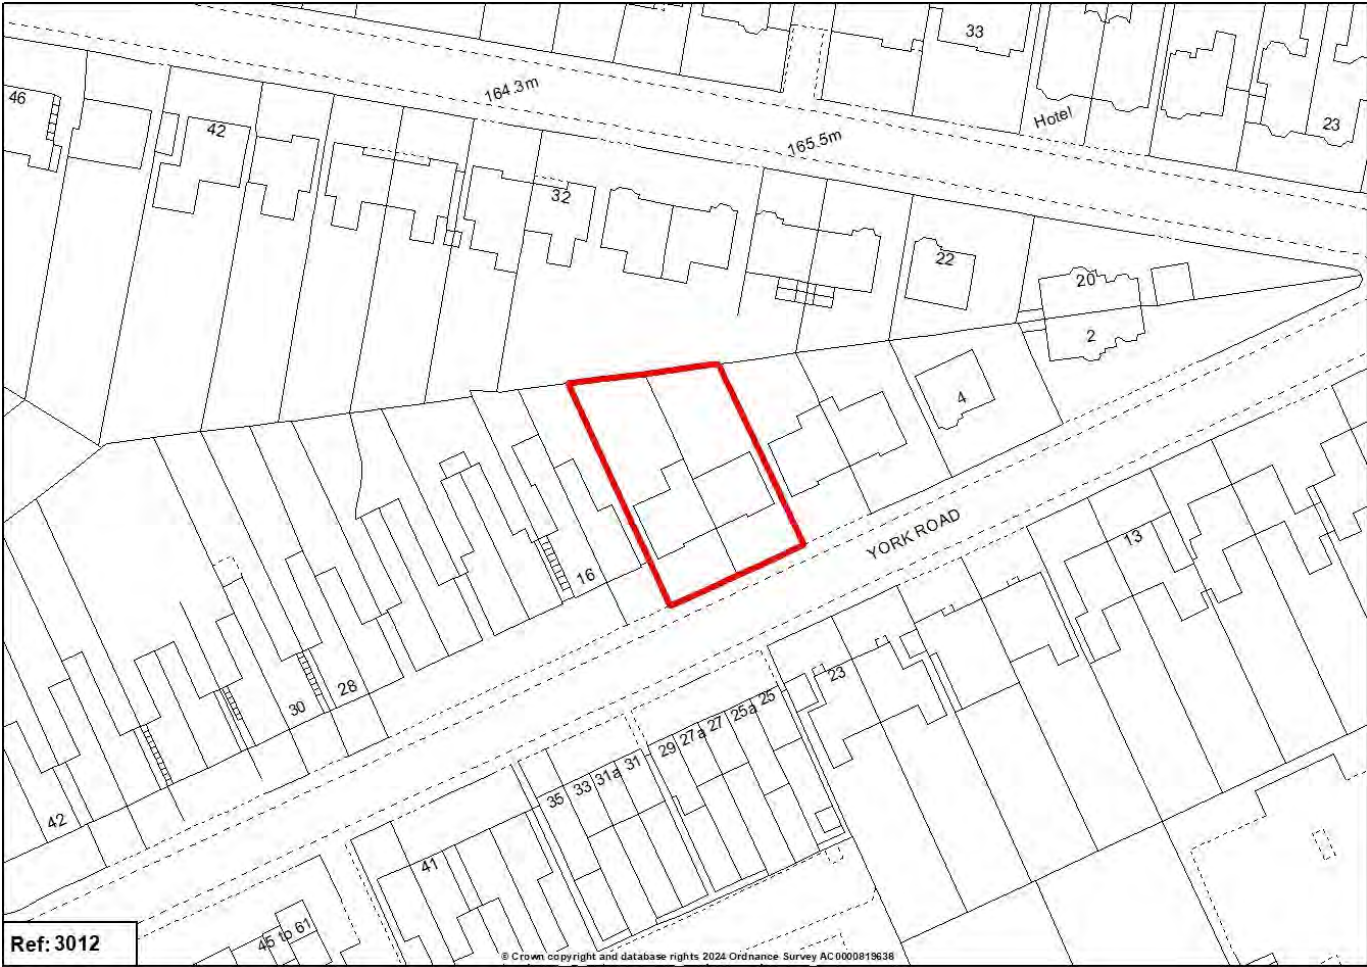 33
46
164.3m
Hotel
42
165.5m
23
32
22
20
2
4
YORK ROAD
13
16
23
28
30
25
25a
27
27a
29
31
31a
33
35
42
41
45 to 61
Ref: 3012
© Crown copyright and database rights 2024 Ordnance Survey AC0000819636